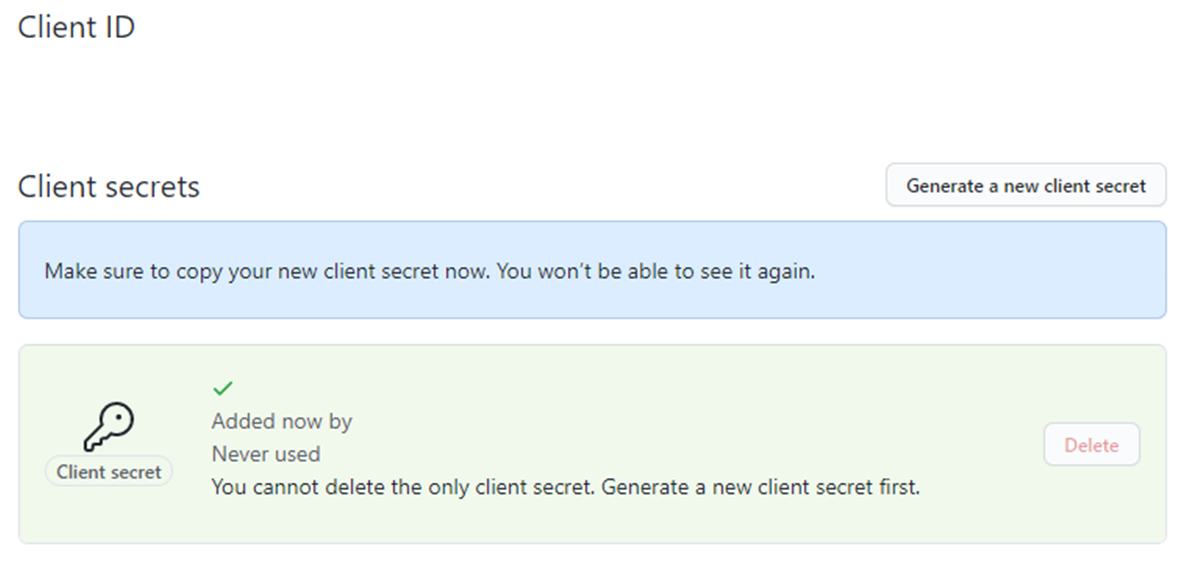 Client ID
Client secrets
Generate a new client secret
Make sure to copy your new client secret now. You won’t be able to see it again.
Client secret
Added now by
Never used
You cannot delete the only client secret. Generate a new client secret first.
Delete